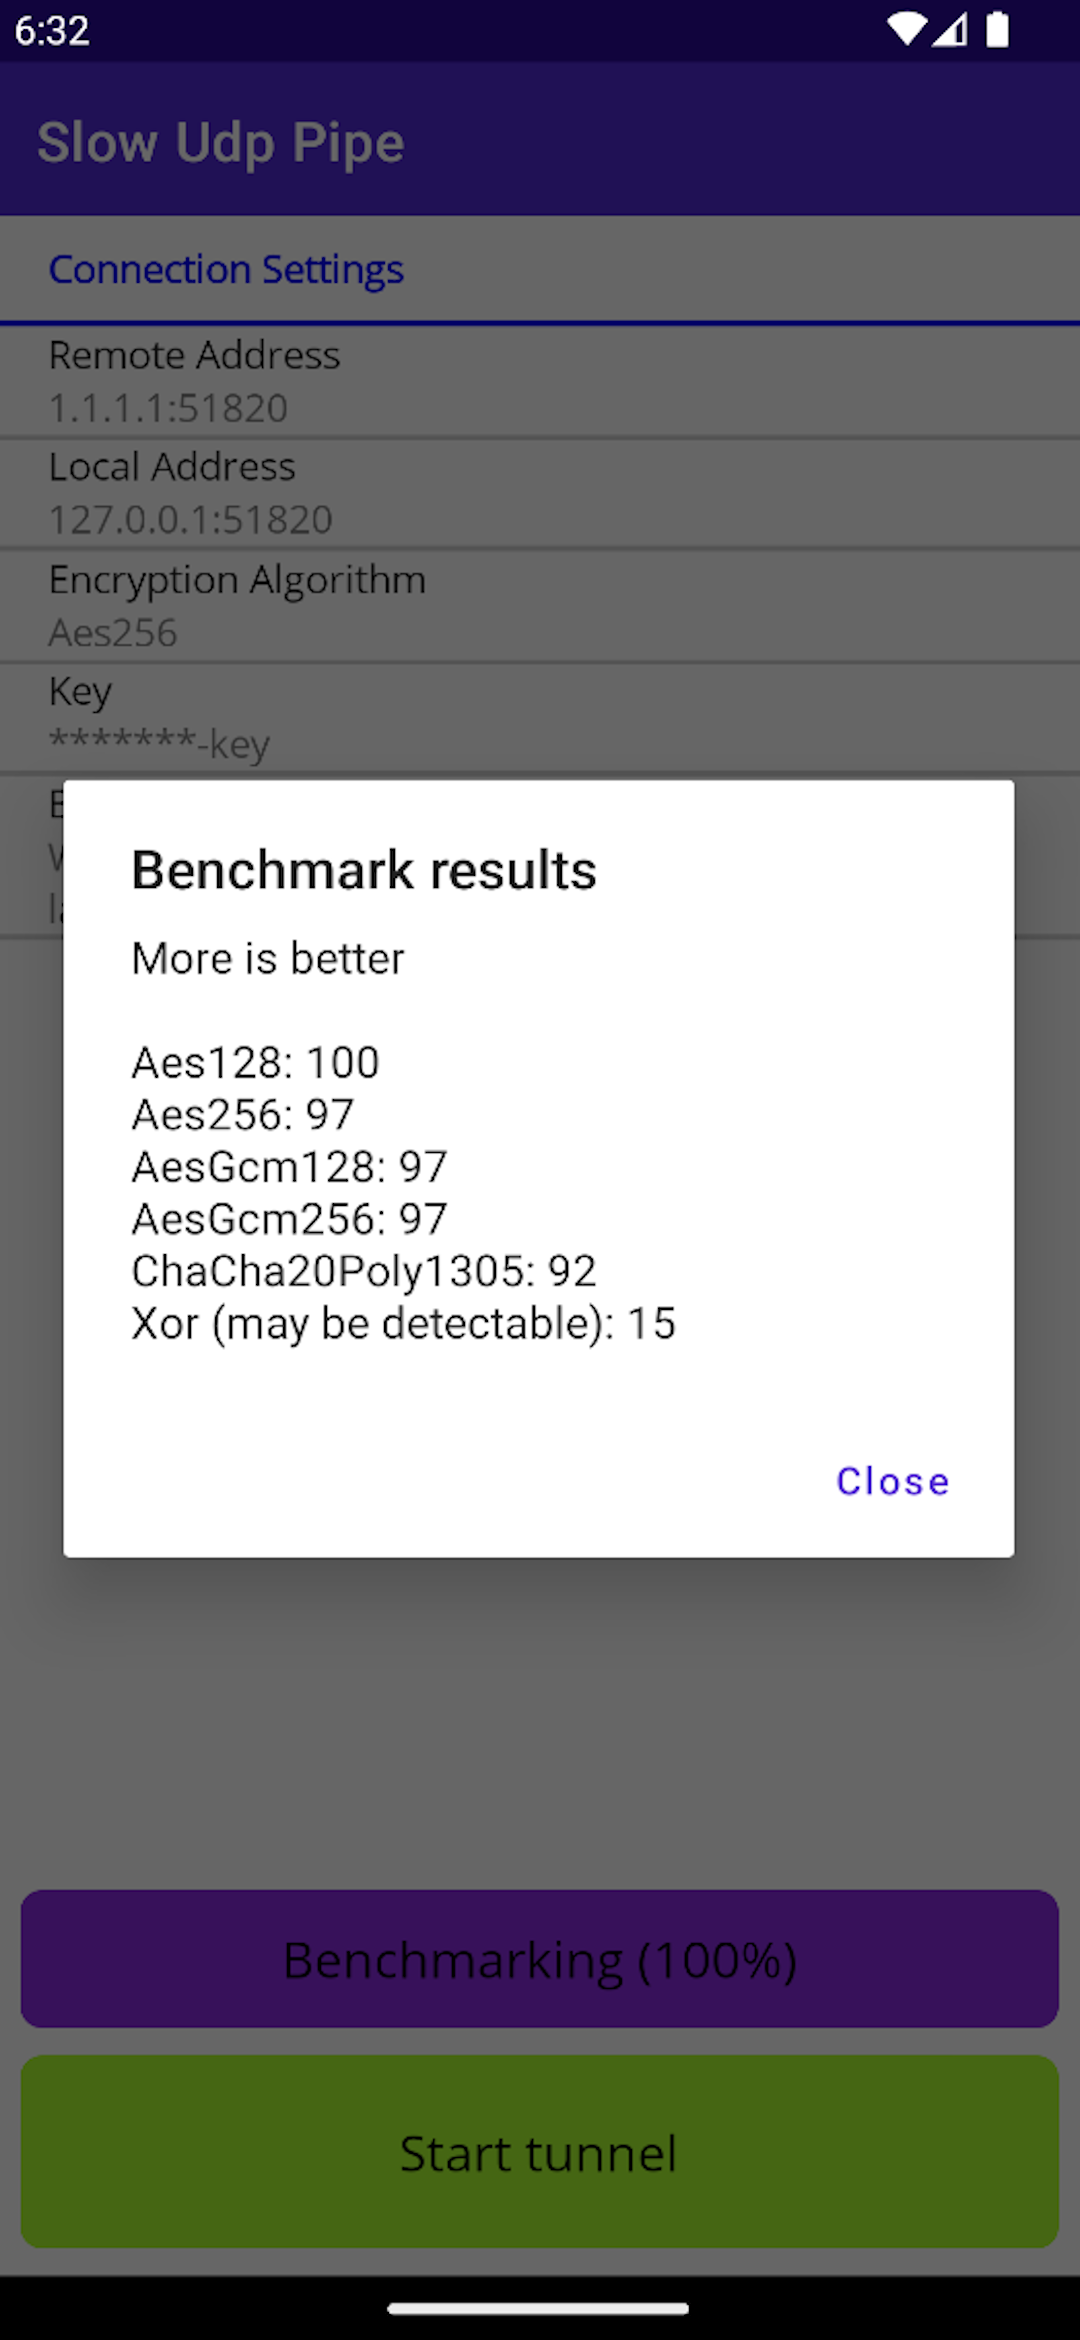 6:32
Slow Udp Pipe
Connection Settings
Remote Address
1.1.1.1:51820
Local Address
127.0.0.1:51820
Encryption Algorithm
Aes256
Key
*******-key
Benchmark results
More is better
Aes128: 100
Aes256: 97
AesGcm128: 97
AesGcm256: 97
ChaCha20Poly1305: 92
Xor (may be detectable): 15
Close
Benchmarking (100%)
Start tunnel